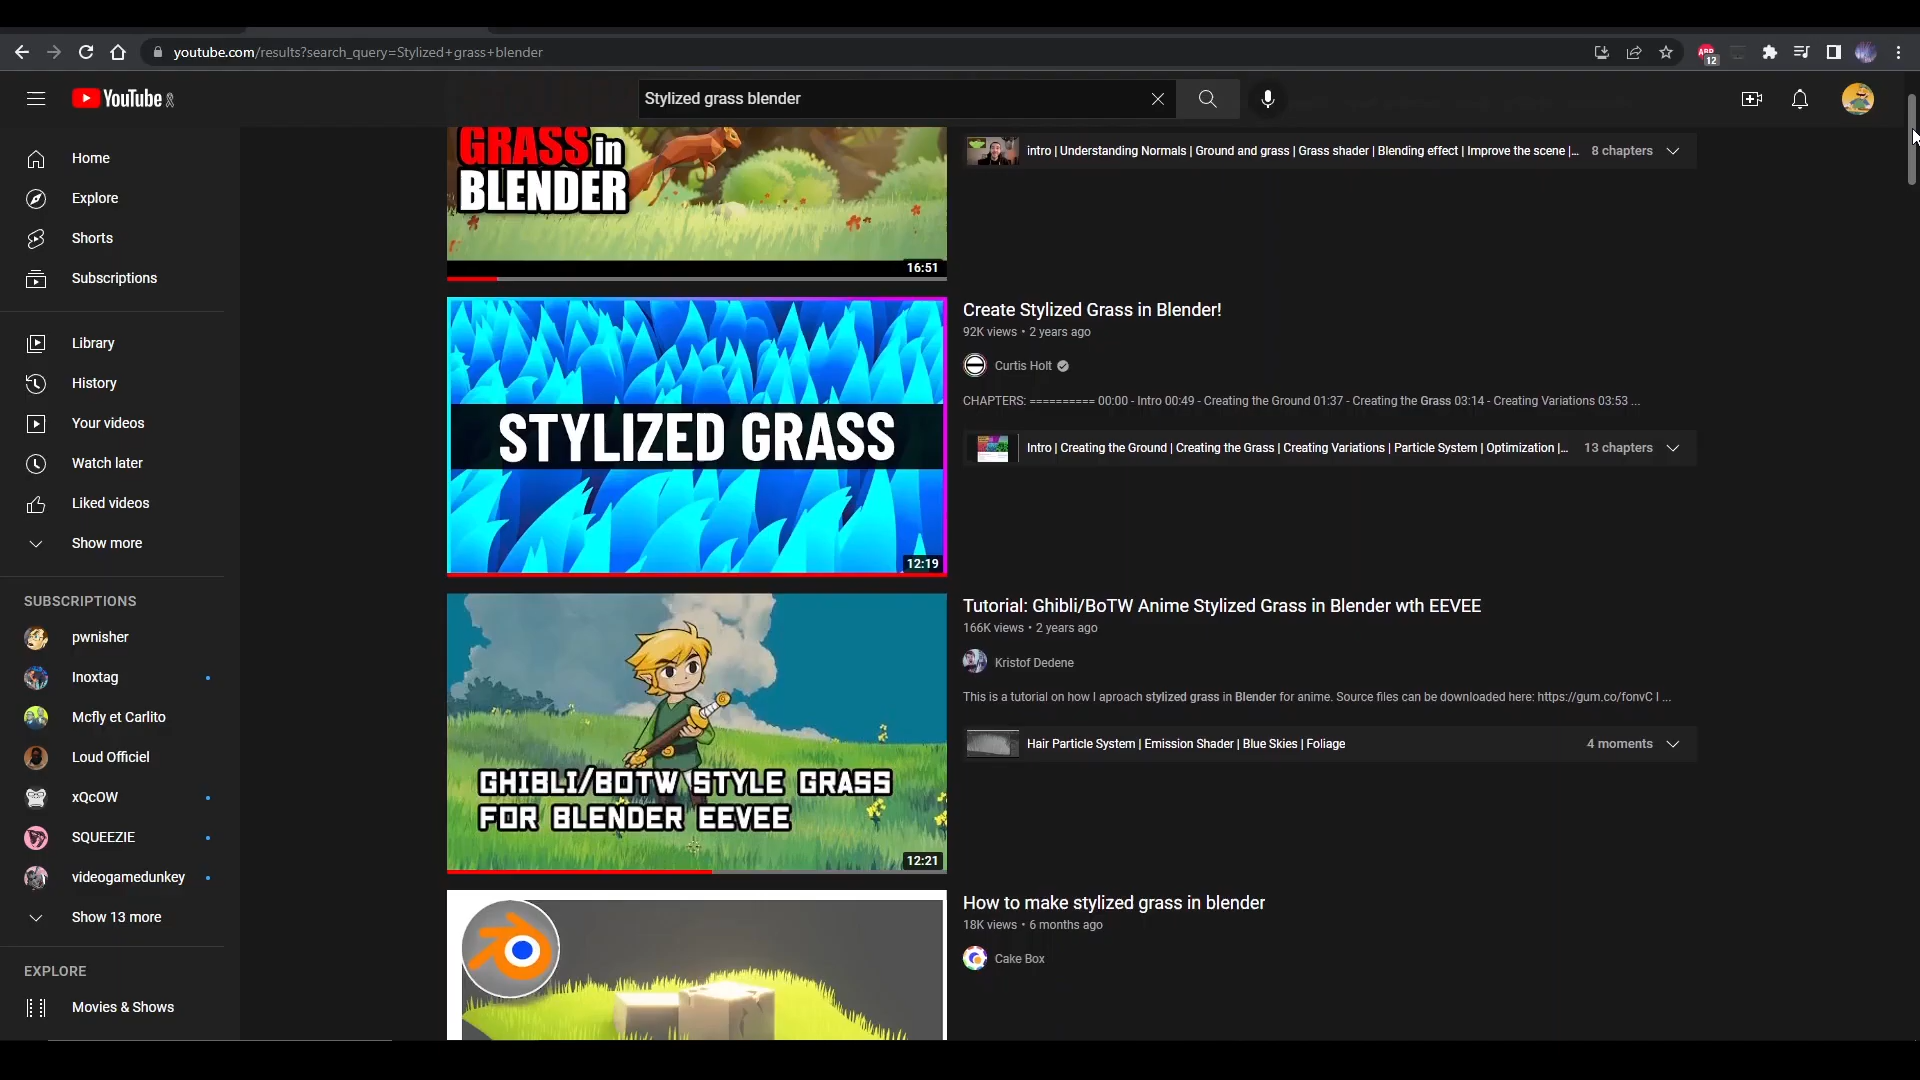 youtube.com/results?search_query=Stylized+grass+blender
ABP
12
YouTube
Stylized grass blender
Home
Explore
Shorts
Subscriptions
Library
History
Your videos
Watch later
Liked videos
Show more
SUBSCRIPTIONS
pwnisher
Inoxtag
Mcfly et Carlito
Loud Officiel
xQcOW
SQUEEZIE
videogamedunkey
Show 13 more
EXPLORE
Movies & Shows
GRASS in
BLENDER
16:51
intro | Understanding Normals | Ground and grass | Grass shader | Blending effect | Improve the scene |... 8 chapters
STYLIZED GRASS
12:19
Create Stylized Grass in Blender!
92K views • 2 years ago
Curtis Holt
CHAPTERS: ========== 00:00 - Intro 00:49 - Creating the Ground 01:37 - Creating the Grass 03:14 - Creating Variations 03:53 ...
Intro | Creating the Ground | Creating the Grass | Creating Variations | Particle System | Optimization |... 13 chapters
GHIBLI/BOTW STYLE GRASS
FOR BLENDER EEVEE
12:21
Tutorial: Ghibli/BoTW Anime Stylized Grass in Blender wth EEVEE
166K views • 2 years ago
Kristof Dedene
This is a tutorial on how I aproach stylized grass in Blender for anime. Source files can be downloaded here: https://gum.co/fonvC I ...
Hair Particle System | Emission Shader | Blue Skies | Foliage 4 moments
How to make stylized grass in blender
18K views • 6 months ago
Cake Box